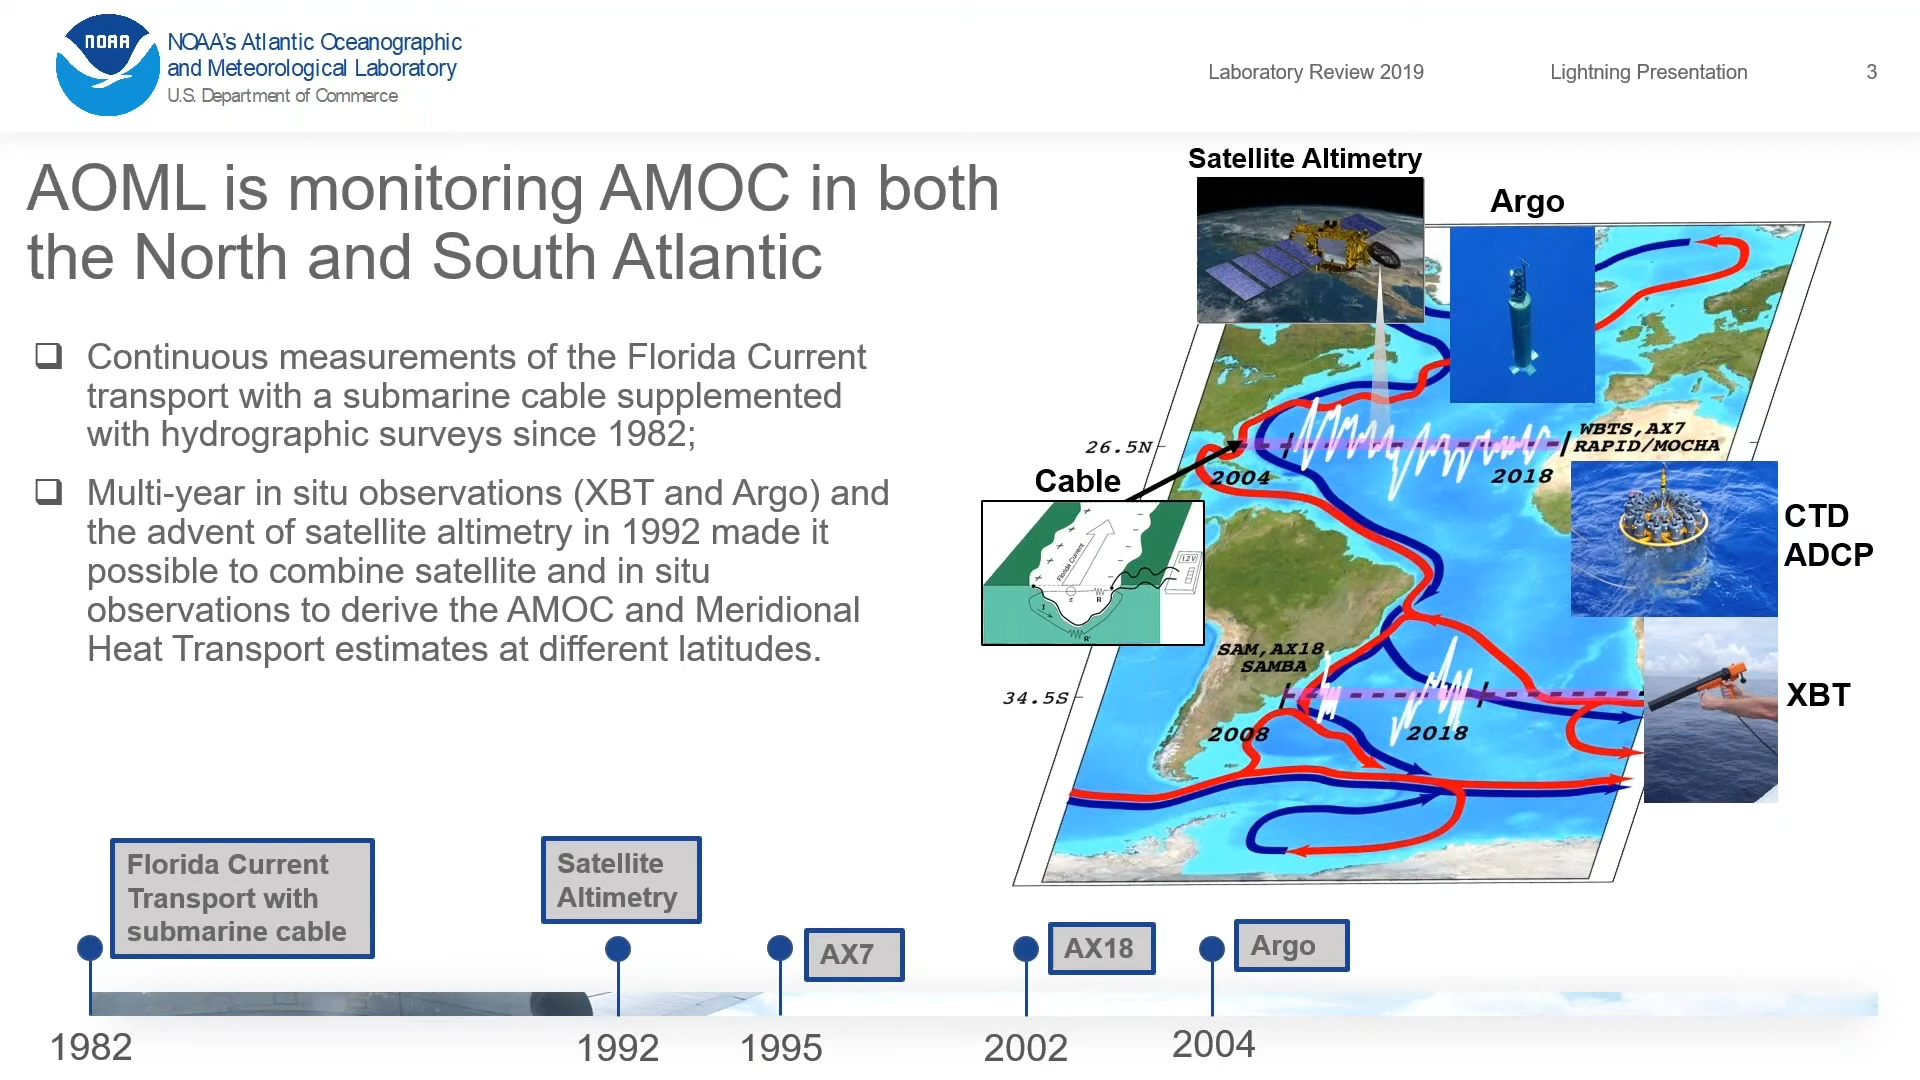 NOAA
NOAA's Atlantic Oceanographic
and Meteorological Laboratory
U.S. Department of Commerce
Laboratory Review 2019
Lightning Presentation
3
AOML is monitoring AMOC in both
the North and South Atlantic
❑ Continuous measurements of the Florida Current
transport with a submarine cable supplemented
with hydrographic surveys since 1982;
❑ Multi-year in situ observations (XBT and Argo) and
the advent of satellite altimetry in 1992 made it
possible to combine satellite and in situ
observations to derive the AMOC and Meridional
Heat Transport estimates at different latitudes.
Satellite Altimetry
Argo
26.5N
WBTS,AX7
RAPID/MOCHA
2004
2018
Cable
Florida Current
1.2 V
R
I
R'
CTD
ADCP
SAM,AX18
SAMBA
34.5S
2008
2018
XBT
Florida Current
Transport with
submarine cable
Satellite
Altimetry
AX7
AX18
Argo
1982
1992
1995
2002
2004